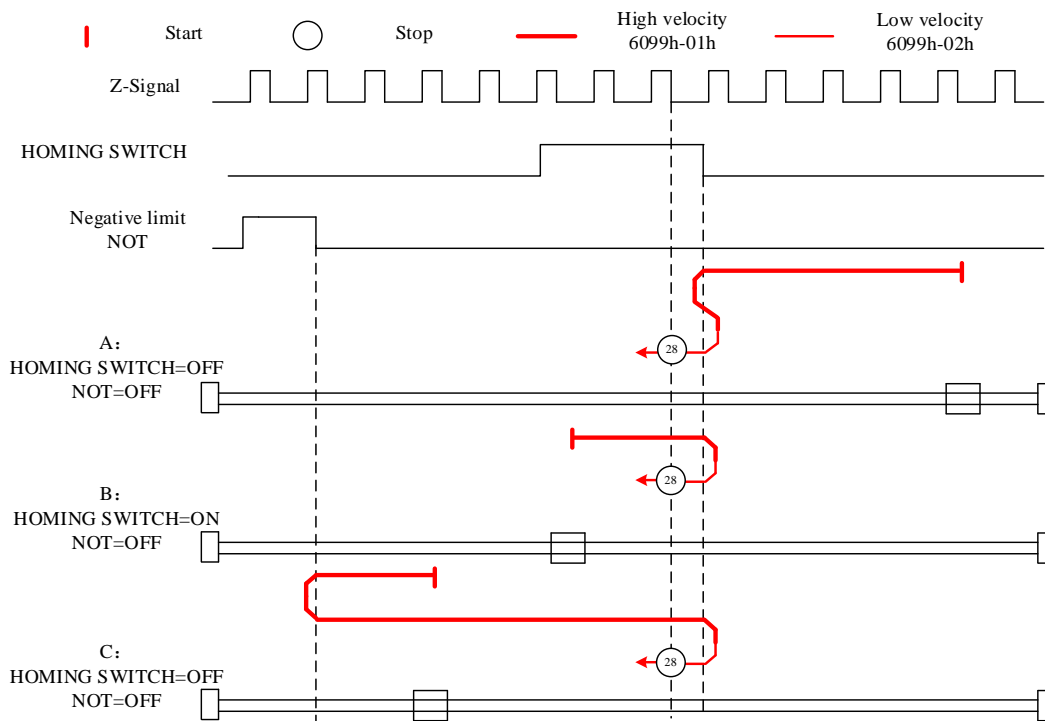 Start
Stop
High velocity
6099h-01h
Low velocity
6099h-02h
Z-Signal
HOMING SWITCH
Negative limit
NOT
28
A：
HOMING SWITCH=OFF
NOT=OFF
28
B：
HOMING SWITCH=ON
NOT=OFF
28
C：
HOMING SWITCH=OFF
NOT=OFF